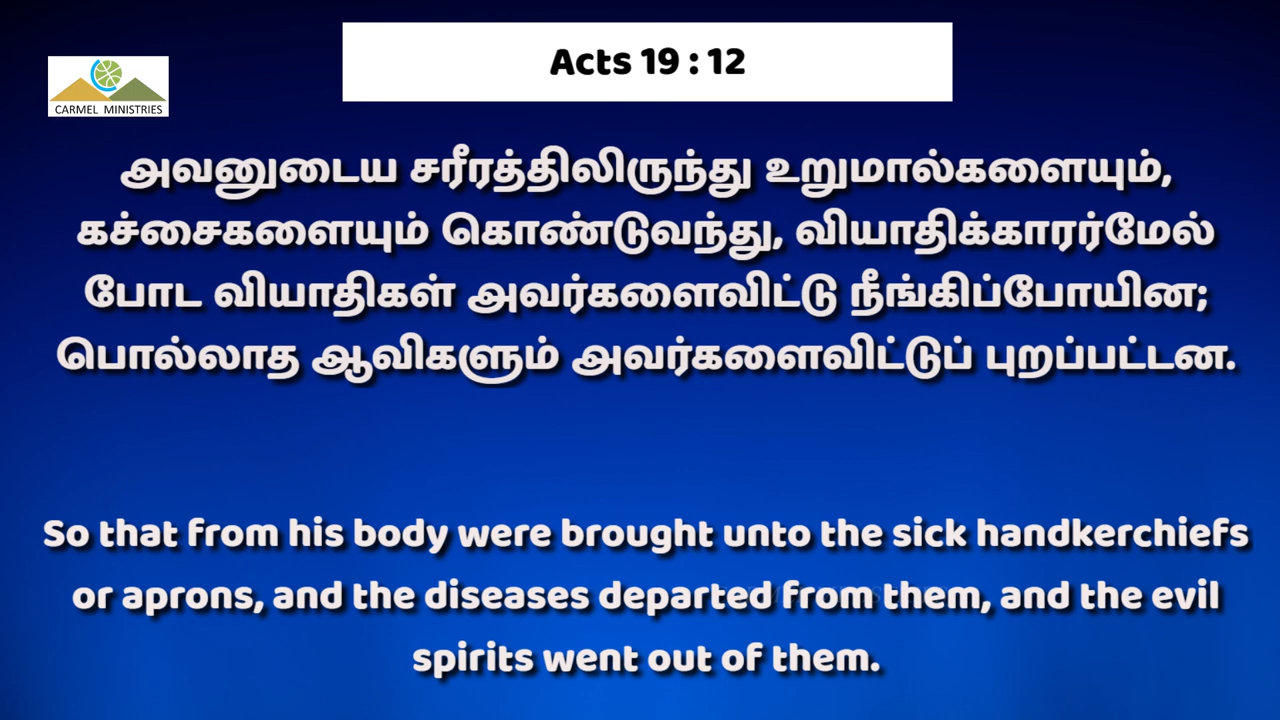 Acts 19 : 12
CARMEL MINISTRIES
அவனுடைய சரீரத்திலிருந்து உறுமால்களையும்,
கச்சைகளையும் கொண்டுவந்து, வியாதிக்காரர்மேல்
போட வியாதிகள் அவர்களைவிட்டு நீங்கிப்போயின;
பொல்லாத ஆவிகளும் அவர்களைவிட்டுப் புறப்பட்டன.
So that from his body were brought unto the sick handkerchiefs
or aprons, and the diseases departed from them, and the evil
spirits went out of them.